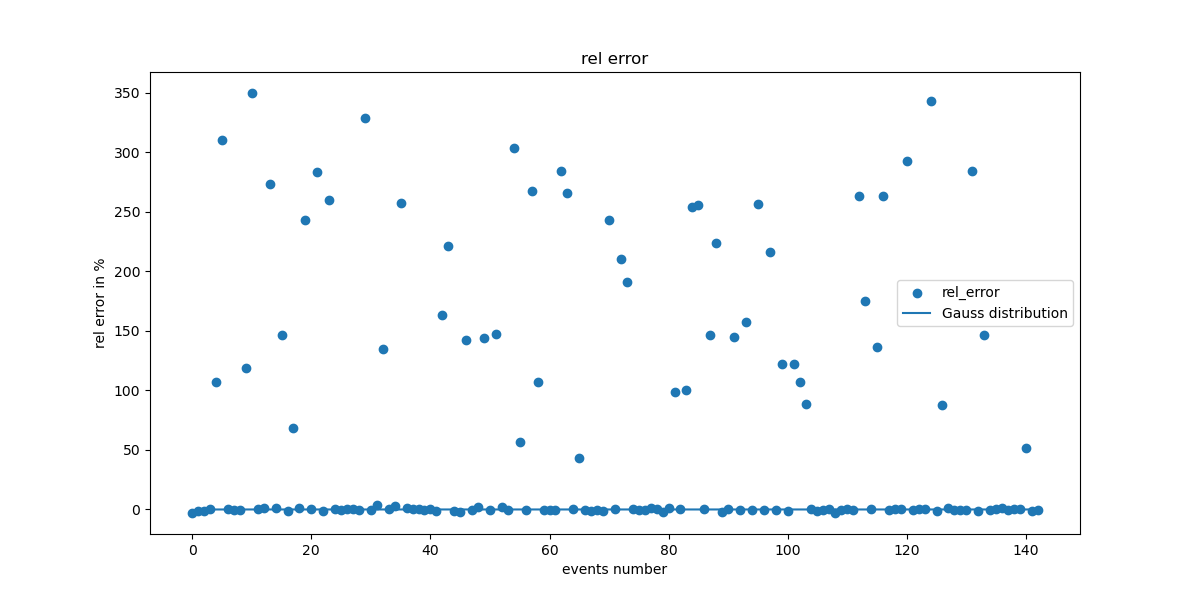 rel error
rel error in %
350
300
250
200
150
100
50
0
rel_error
Gauss distribution
0 20 40 60 80 100 120 140
events number